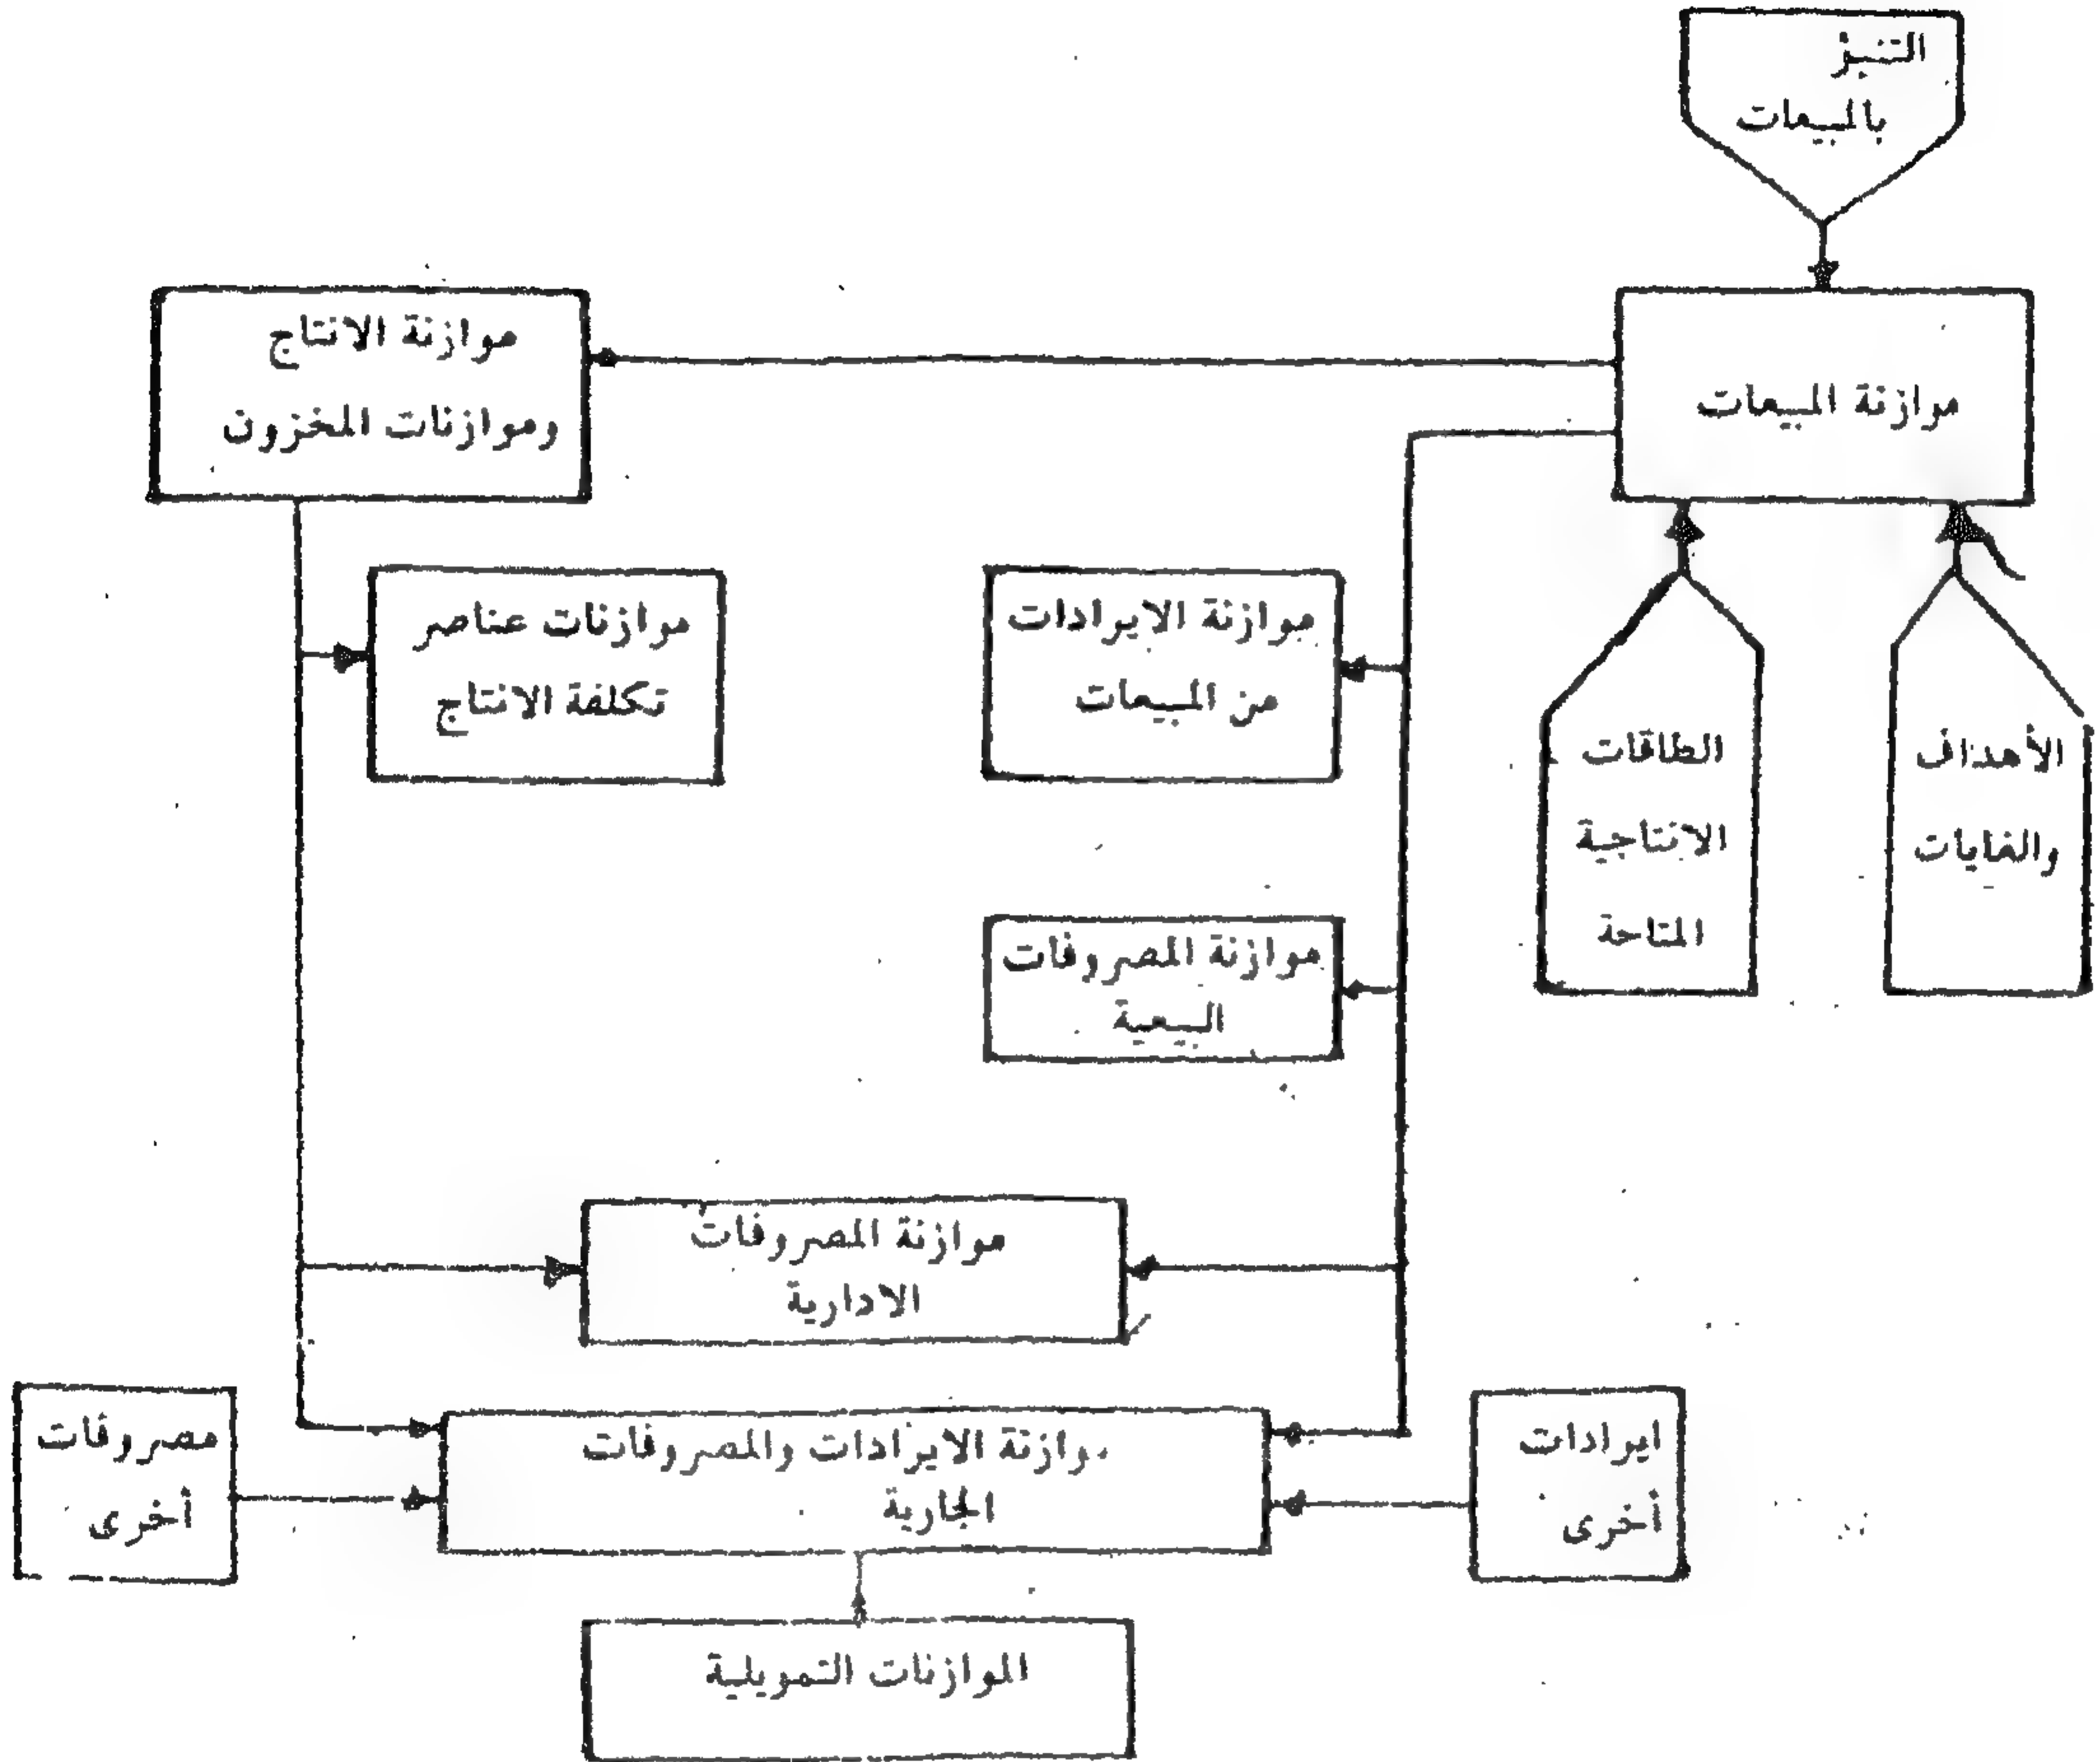 التنبؤ
بالمبيعات
موازنة المبيعات
موازنة الانتاج
وموازنات المخزون
موازنة الايرادات
من المبيعات
موازنات عناصر
تكلفة الانتاج
الأهداف
والغايات
الطاقات
الانتاجية
المتاحة
موازنة المصروفات
البيعية
موازنة المصروفات
الادارية
ايرادات
أخرى
موازنة الايرادات والمصروفات
الجارية
مصروفات
أخرى
الموازنات التمويلية